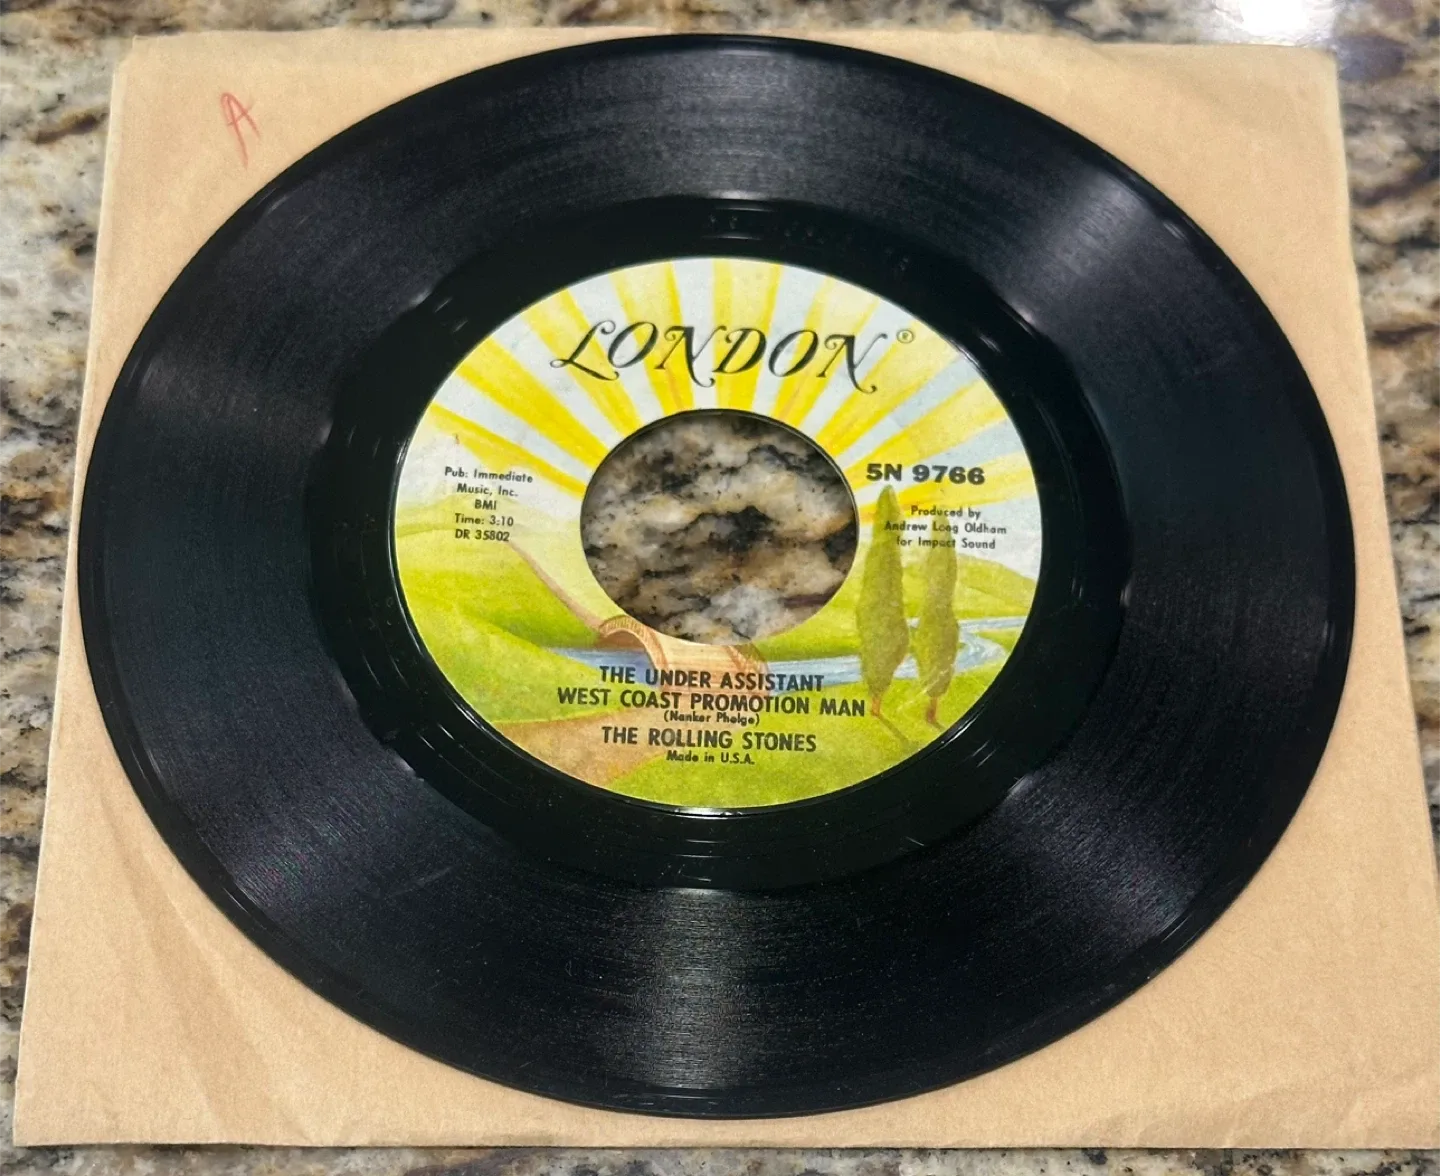 A
LONDON®
Pub: Immediate
Music, Inc.
BMI
Time: 3:10
DR 35802
5N 9766
Produced by
Andrew Loog Oldham
for Impact Sound
THE UNDER ASSISTANT
WEST COAST PROMOTION MAN
(Nanker Phelge)
THE ROLLING STONES
Made in U.S.A.